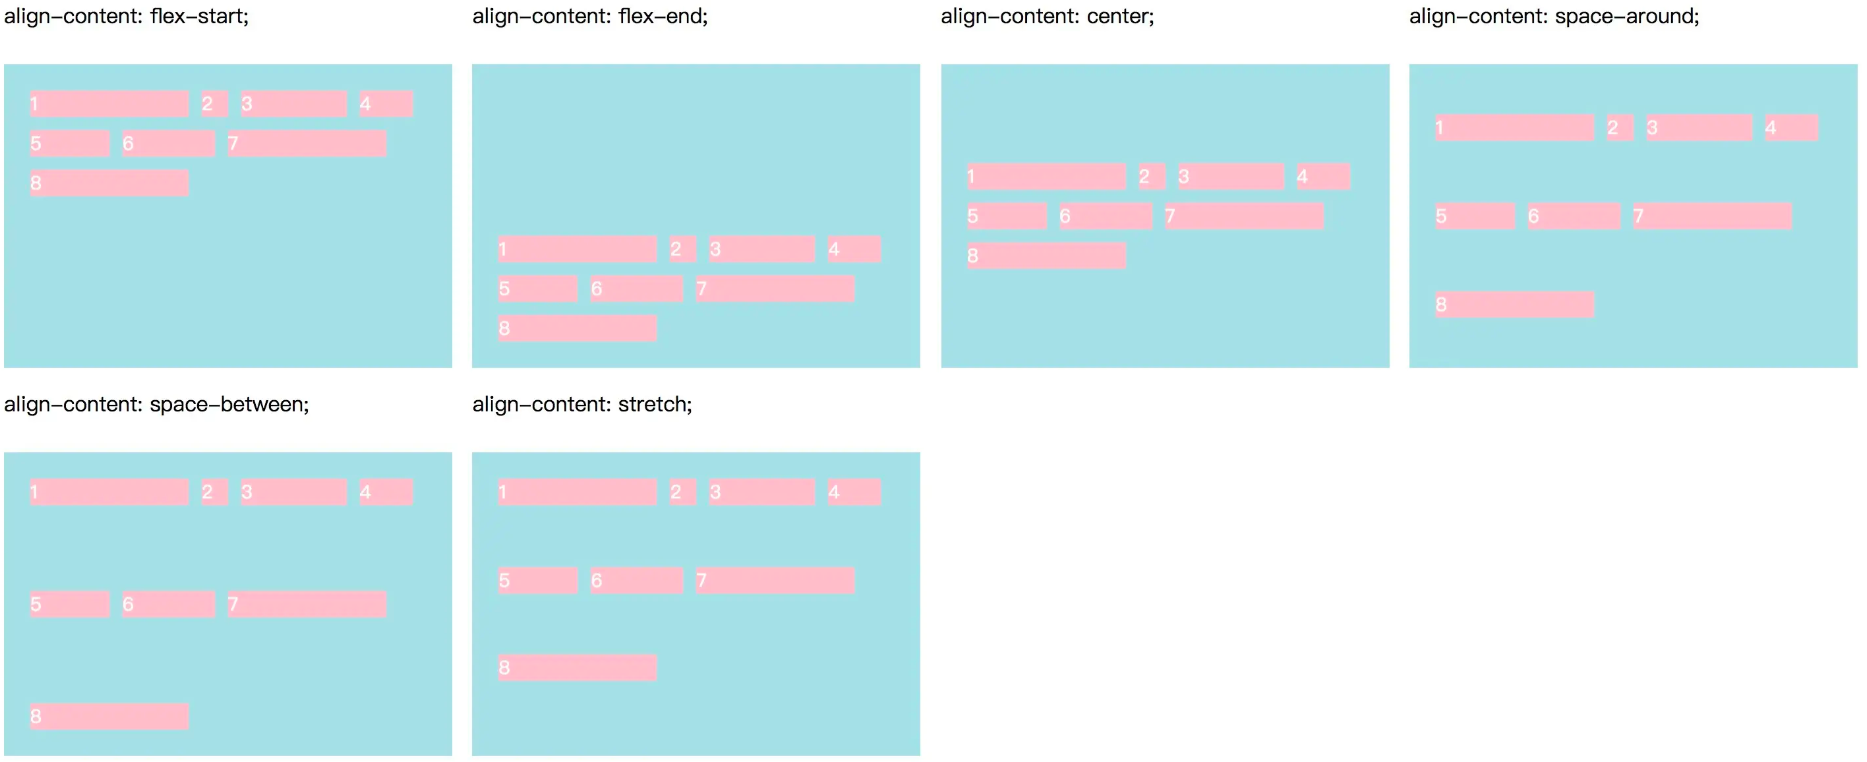 align-content: flex-start;
1 2 3 4
5 6 7
8
align-content: flex-end;
1 2 3 4
5 6 7
8
align-content: center;
1 2 3 4
5 6 7
8
align-content: space-around;
1 2 3 4
5 6 7
8
align-content: space-between;
1 2 3 4
5 6 7
8
align-content: stretch;
1 2 3 4
5 6 7
8